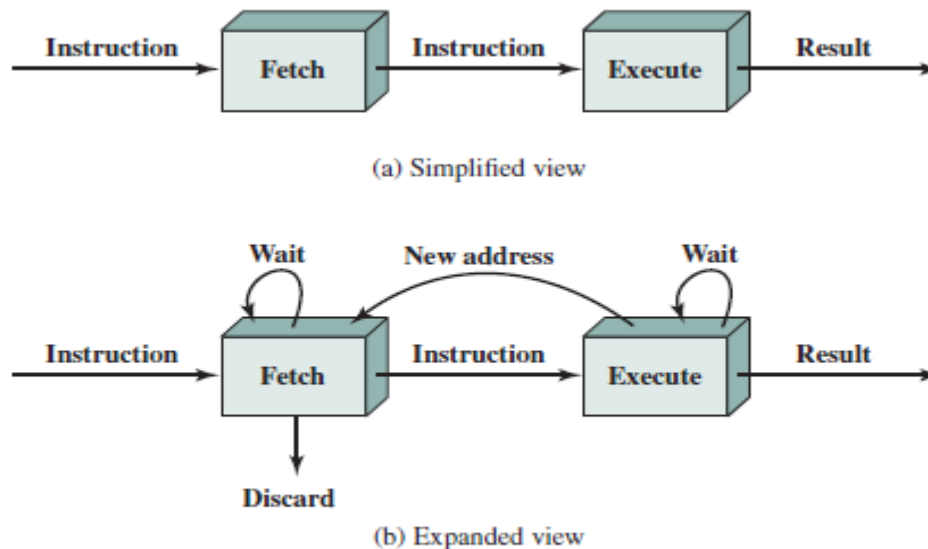 Instruction
Fetch
Instruction
Execute
Result
(a) Simplified view
Wait
New address
Wait
Instruction
Fetch
Instruction
Execute
Result
Discard
(b) Expanded view